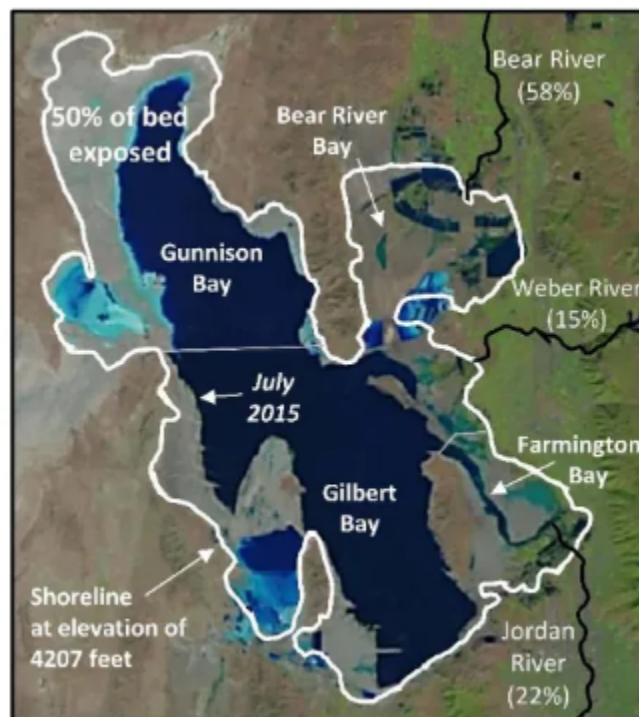 Bear River
(58%)
50% of bed
exposed
Bear River
Bay
Gunnison
Bay
Weber River
(15%)
July
2015
Farmington
Bay
Gilbert
Bay
Shoreline
at elevation of
4207 feet
Jordan
River
(22%)